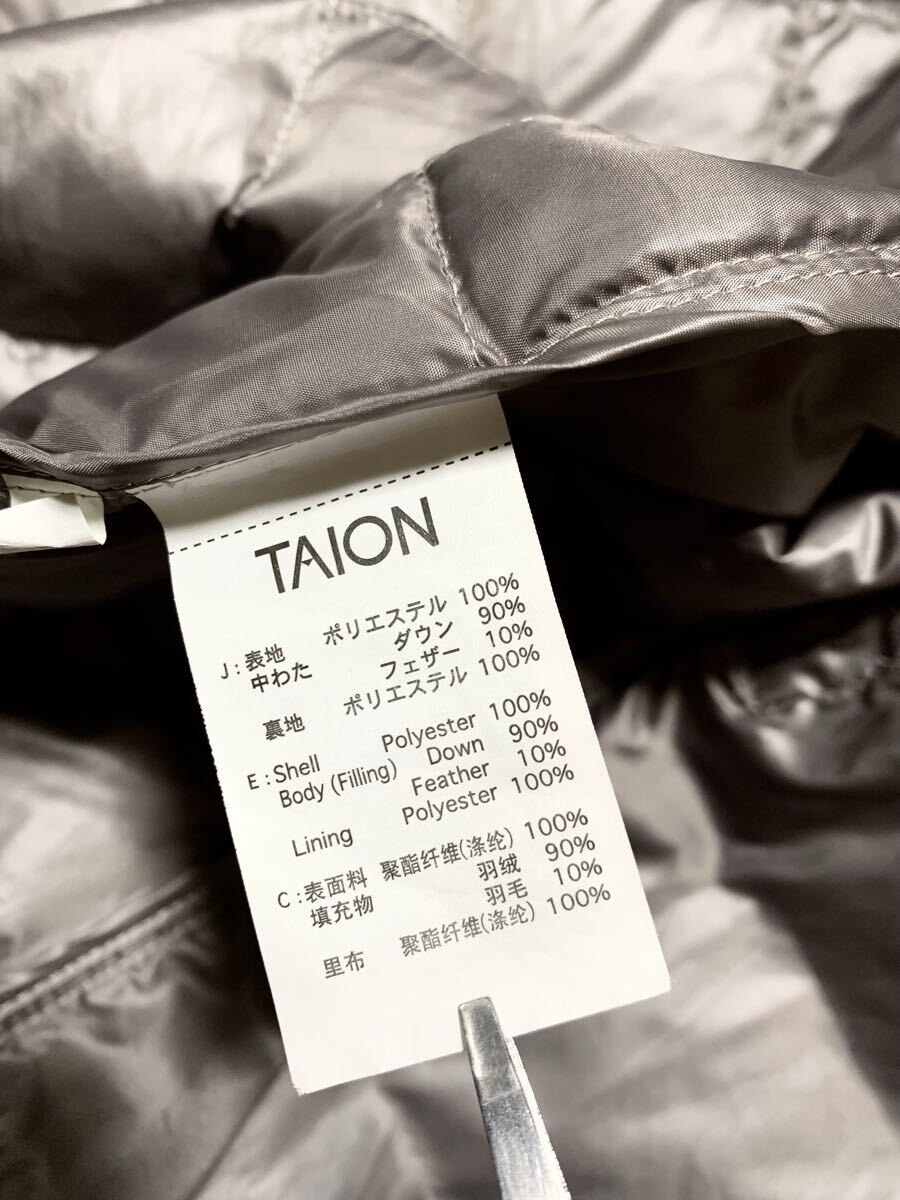 TAION
J : 表地 ポリエステル 100%
中わた ダウン 90%
フェザー 10%
裏地 ポリエステル 100%
E : Shell Polyester 100%
Body (Filling) Down 90%
Feather 10%
Lining Polyester 100%
C : 表面料 聚酯纤维(涤纶) 100%
填充物 羽绒 90%
羽毛 10%
里布 聚酯纤维(涤纶) 100%